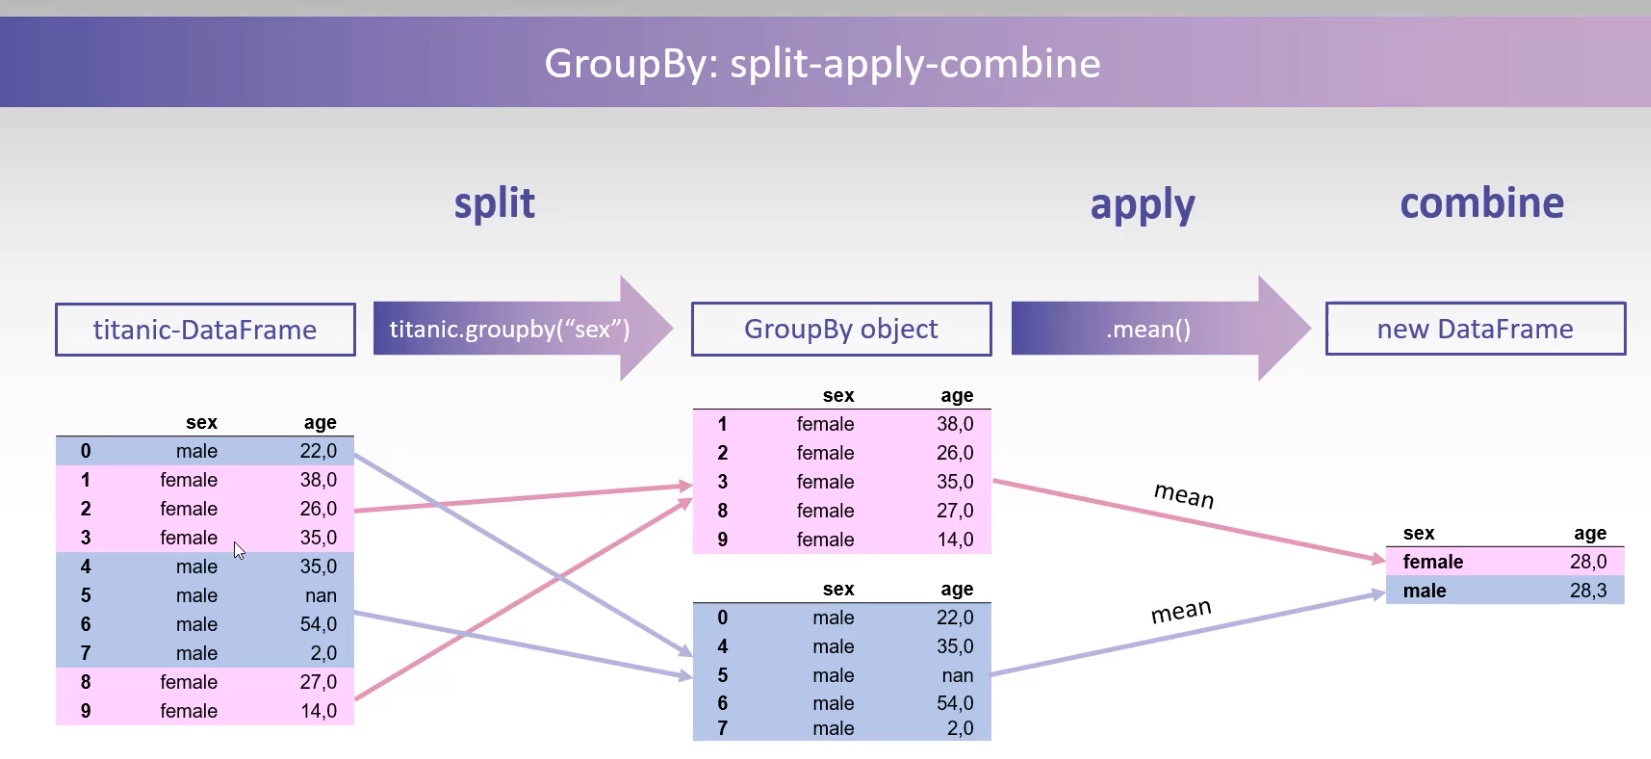 GroupBy: split-apply-combine
split
apply
combine
titanic-DataFrame
titanic.groupby(“sex”)
GroupBy object
.mean()
new DataFrame
sex age
0 male 22,0
1 female 38,0
2 female 26,0
3 female 35,0
4 male 35,0
5 male nan
6 male 54,0
7 male 2,0
8 female 27,0
9 female 14,0
sex age
1 female 38,0
2 female 26,0
3 female 35,0
8 female 27,0
9 female 14,0
sex age
0 male 22,0
4 male 35,0
5 male nan
6 male 54,0
7 male 2,0
mean
mean
sex age
female 28,0
male 28,3